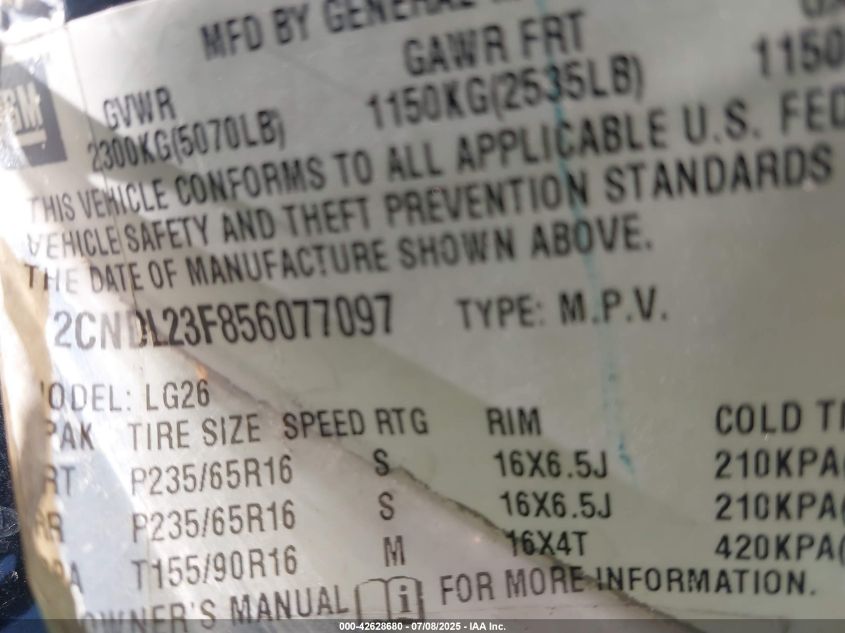 MFD BY GENERAL
GAWR FRT
GVWR 1150KG(2535LB) 1150
2300KG(5070LB)
THIS VEHICLE CONFORMS TO ALL APPLICABLE U.S. FED
VEHICLE SAFETY AND THEFT PREVENTION STANDARDS
THE DATE OF MANUFACTURE SHOWN ABOVE.
2CNDL23F856077097 TYPE: M.P.V.
ODEL: LG26
PAK TIRE SIZE SPEED RTG RIM COLD TI
RT P235/65R16 S 16X6.5J 210KPA(
RR P235/65R16 S 16X6.5J 210KPA(
PA T155/90R16 M 16X4T 420KPA(
OWNER'S MANUAL i FOR MORE INFORMATION.
000-42628680 - 07/08/2025 - IAA Inc.